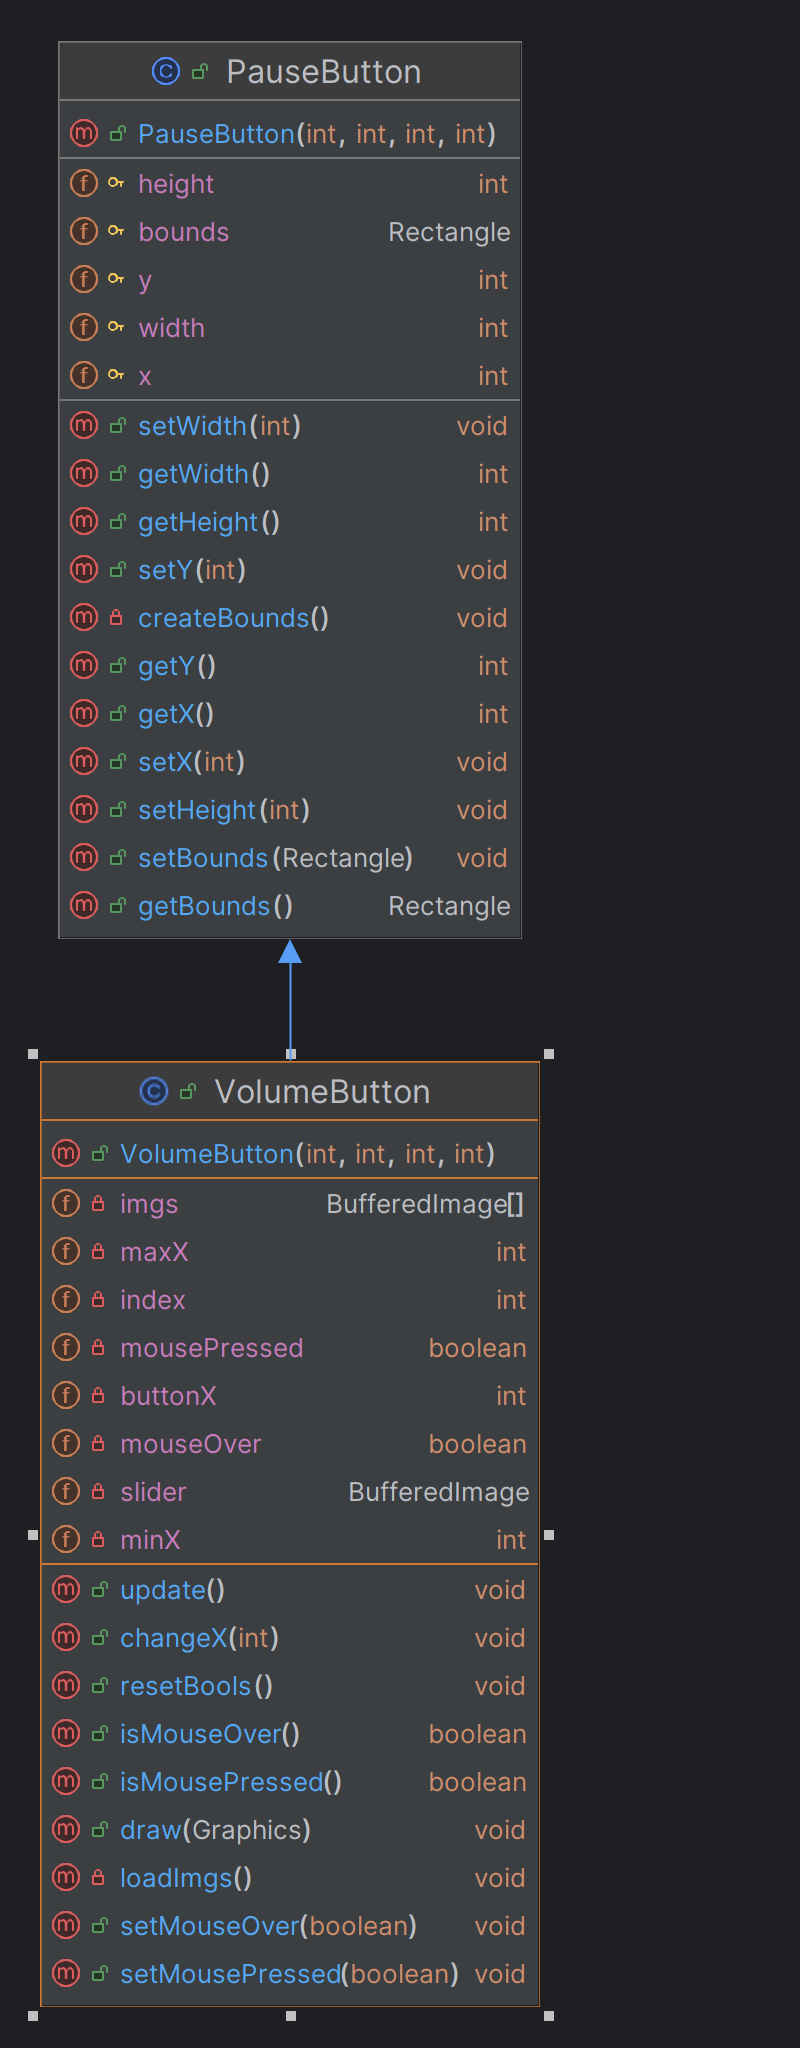 PauseButton
PauseButton(int, int, int, int)
height int
bounds Rectangle
y int
width int
x int
setWidth(int) void
getWidth() int
getHeight() int
setY(int) void
createBounds() void
getY() int
getX() int
setX(int) void
setHeight(int) void
setBounds(Rectangle) void
getBounds() Rectangle
VolumeButton
VolumeButton(int, int, int, int)
imgs BufferedImage[]
maxX int
index int
mousePressed boolean
buttonX int
mouseOver boolean
slider BufferedImage
minX int
update() void
changeX(int) void
resetBools() void
isMouseOver() boolean
isMousePressed() boolean
draw(Graphics) void
loadImgs() void
setMouseOver(boolean) void
setMousePressed(boolean) void